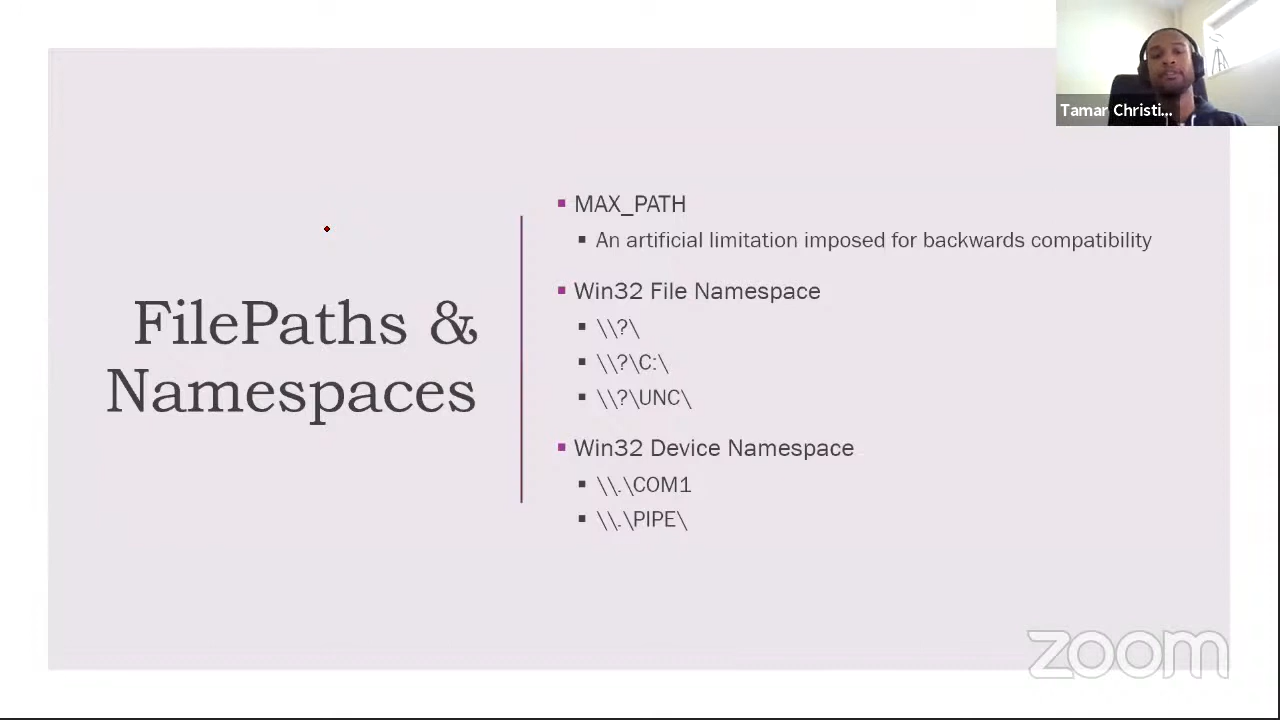 Tamar Christi...
FilePaths &
Namespaces
MAX_PATH
An artificial limitation imposed for backwards compatibility
Win32 File Namespace
\\?\
\\?\C:\
\\?\UNC\
Win32 Device Namespace
\\.\COM1
\\.\PIPE\
zoom